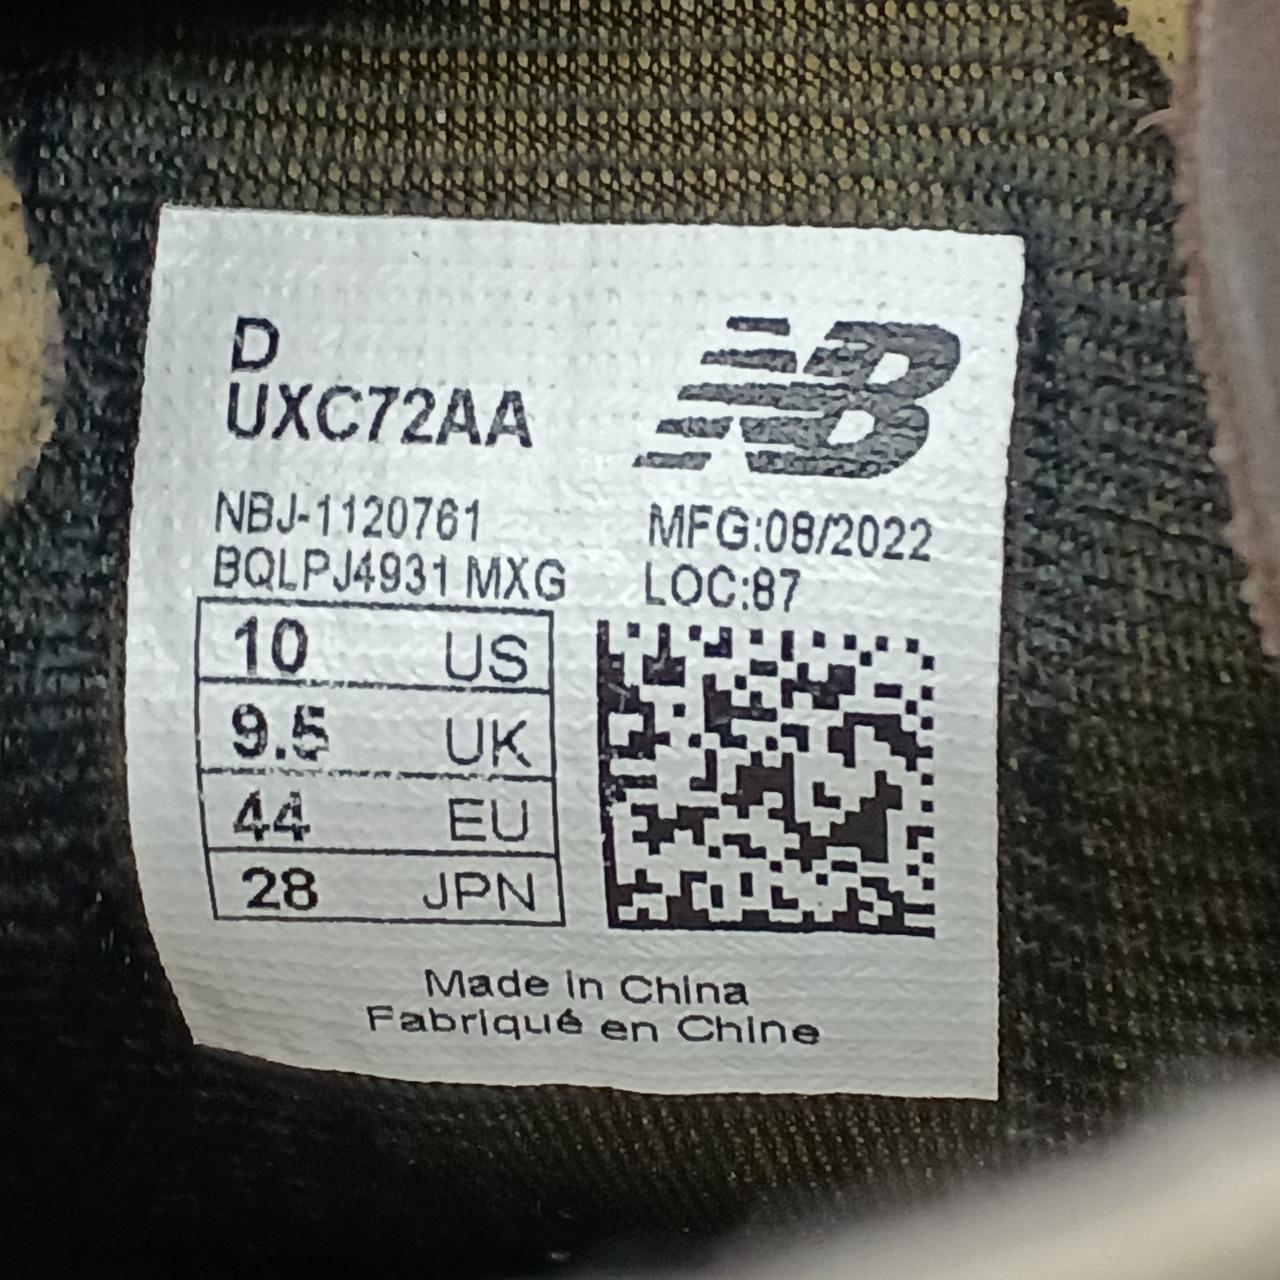 D
UXC72AA
NB
NBJ-1120761
MFG:08/2022
BQLPJ4931 MXG
LOC:87
10 US
9.5 UK
44 EU
28 JPN
Made in China
Fabriqué en Chine